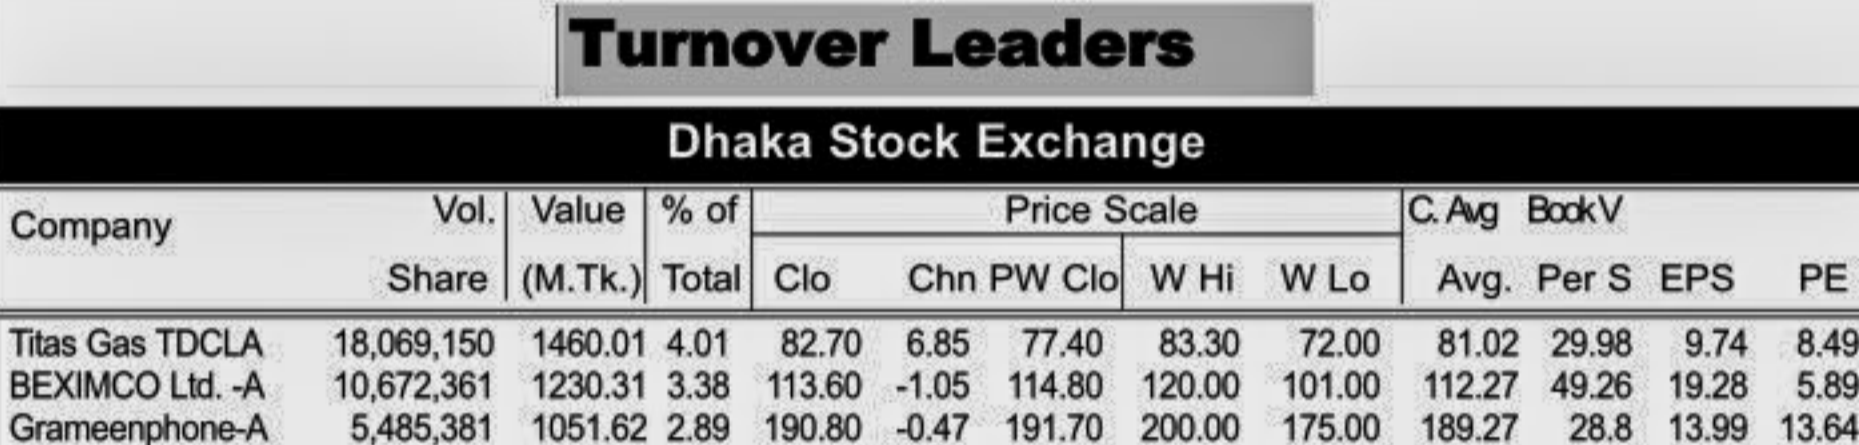 Turnover Leaders
Dhaka Stock Exchange
Company Vol. Value % of Price Scale C. Avg BookV
Share (M.Tk.) Total Clo Chn PW Clo W Hi W Lo Avg. Per S EPS PE
Titas Gas TDCLA 18,069,150 1460.01 4.01 82.70 6.85 77.40 83.30 72.00 81.02 29.98 9.74 8.49
BEXIMCO Ltd. -A 10,672,361 1230.31 3.38 113.60 -1.05 114.80 120.00 101.00 112.27 49.26 19.28 5.89
Grameenphone-A 5,485,381 1051.62 2.89 190.80 -0.47 191.70 200.00 175.00 189.27 28.8 13.99 13.64